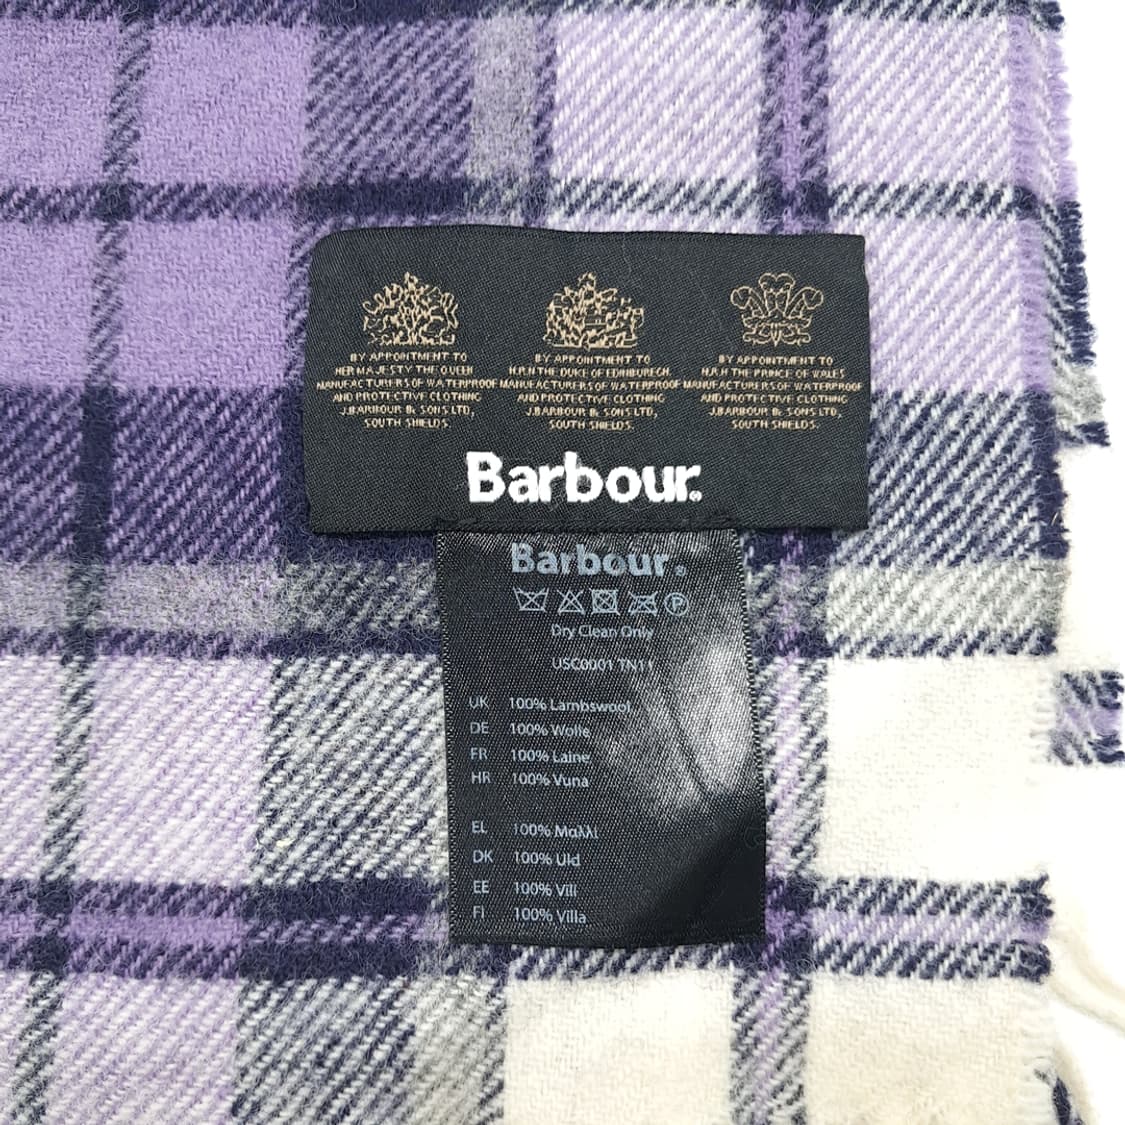 BY APPOINTMENT TO
HER MAJESTY THE QUEEN
MANUFACTURERS OF WATERPROOF
AND PROTECTIVE CLOTHING
J.BARBOUR & SONS LTD,
SOUTH SHIELDS.
BY APPOINTMENT TO
H.R.H THE DUKE OF EDINBURGH.
MANUFACTURERS OF WATERPROOF
AND PROTECTIVE CLOTHING
J.BARBOUR & SONS LTD,
SOUTH SHIELDS.
BY APPOINTMENT TO
H.R.H THE PRINCE OF WALES
MANUFACTURERS OF WATERPROOF
AND PROTECTIVE CLOTHING
J.BARBOUR & SONS LTD,
SOUTH SHIELDS.
Barbour®
Barbour®
P
Dry Clean Only
USC0001 TN11
UK 100% Lambswool
DE 100% Wolle
FR 100% Laine
HR 100% Vuna
EL 100% Μαλλί
DK 100% Uld
EE 100% Vill
FI 100% Villa